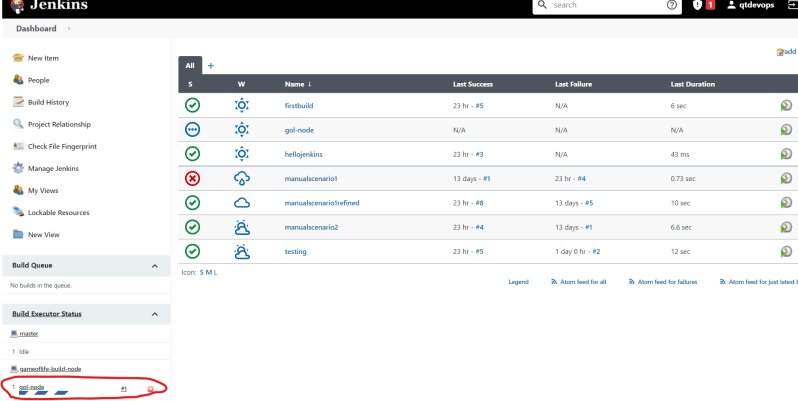 Jenkins
search
1
qtdevops
Dashboard
add
New Item
People
Build History
Project Relationship
Check File Fingerprint
Manage Jenkins
My Views
Lockable Resources
New View
All +
S W Name ↓ Last Success Last Failure Last Duration
firstbuild 23 hr - #5 N/A 6 sec
gol-node N/A N/A N/A
hellojenkins 23 hr - #3 N/A 43 ms
manualscenario1 13 days - #1 23 hr - #4 0.73 sec
manualscenario1refined 23 hr - #8 13 days - #5 10 sec
manualscenario2 23 hr - #4 13 days - #1 6.6 sec
testing 23 hr - #5 1 day 0 hr - #2 12 sec
Icon: S M L
Legend Atom feed for all Atom feed for failures Atom feed for just latest
Build Queue
No builds in the queue.
Build Executor Status
master
1 Idle
gameoflife-build-node
1 gol-node #1